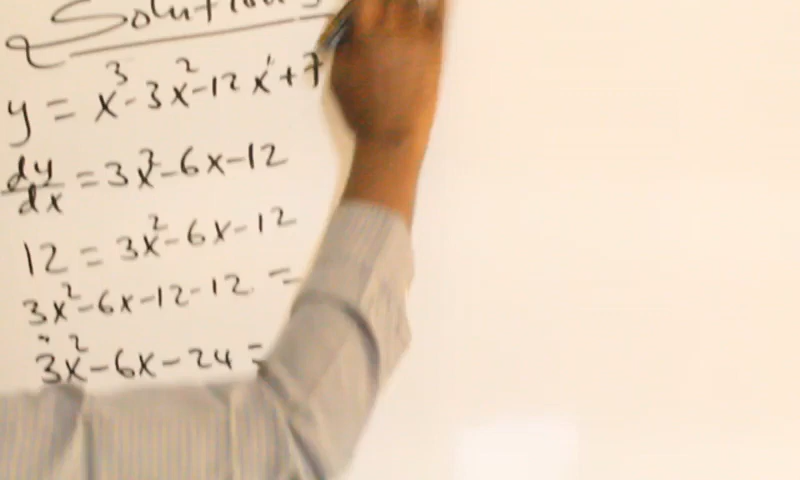 Solution
y = x³ - 3x² - 12x' + 7
dy/dx = 3x² - 6x - 12
12 = 3x² - 6x - 12
3x² - 6x - 12 - 12 =
3x² - 6x - 24 =